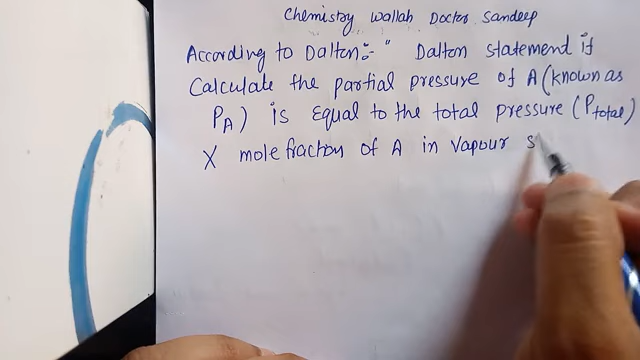 Chemistry Wallah Doctor Sandeep
According to Dalton:- " Dalton statement if
Calculate the partial pressure of A (known as
PA) is equal to the total pressure (Ptotal)
X mole fraction of A in Vapour s